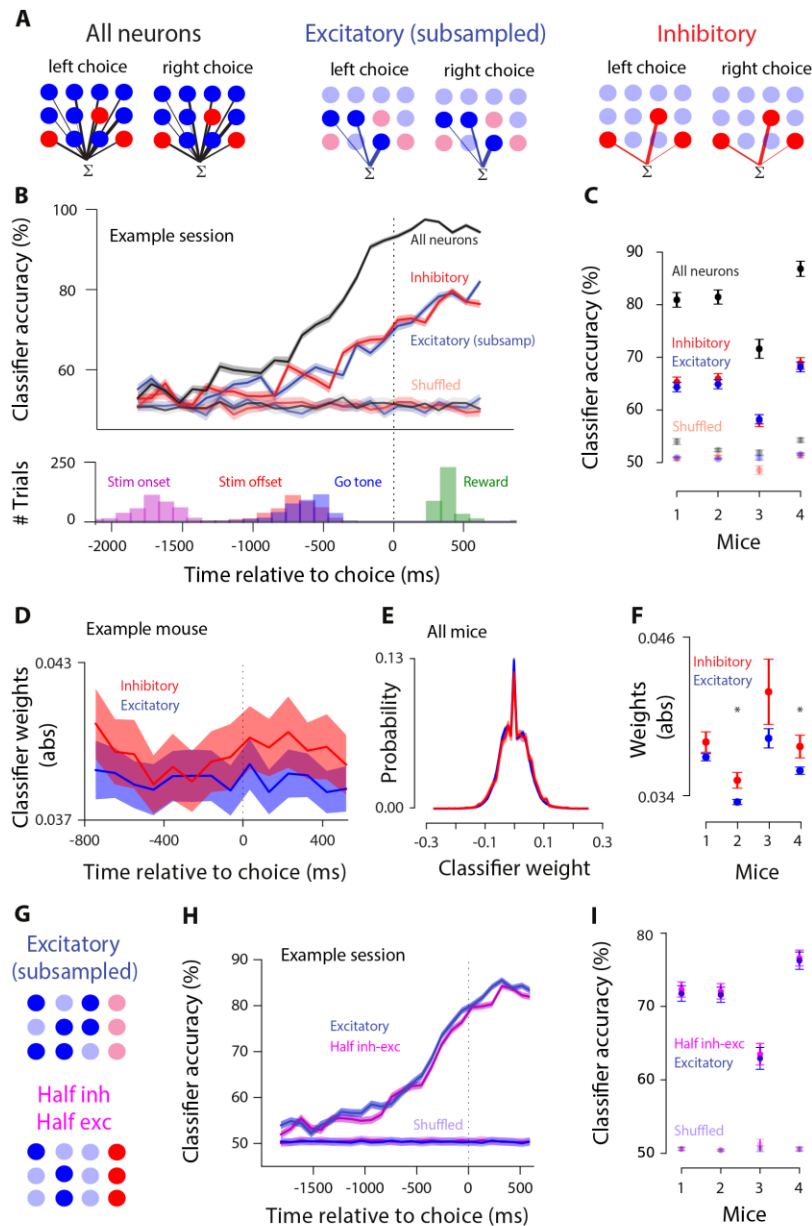 A
All neurons
left choice
right choice
Σ
Σ
Excitatory (subsampled)
left choice
right choice
Σ
Σ
Inhibitory
left choice
right choice
Σ
Σ
B
Classifier accuracy (%)
100
80
60
Example session
All neurons
Inhibitory
Excitatory (subsamp)
Shuffled
# Trials
250
0
Stim onset
Stim offset
Go tone
Reward
-2000
-1500
-1000
-500
0
500
Time relative to choice (ms)
C
Classifier accuracy (%)
90
80
70
60
50
All neurons
Inhibitory
Excitatory
Shuffled
1
2
3
4
Mice
D
Example mouse
Classifier weights
(abs)
0.043
0.037
Inhibitory
Excitatory
-800
-400
0
400
Time relative to choice (ms)
E
All mice
Probability
0.13
0.00
-0.3
-0.1
0
0.1
0.3
Classifier weight
F
Weights
(abs)
0.046
0.034
Inhibitory
Excitatory
*
*
1
2
3
4
Mice
G
Excitatory
(subsampled)
Half inh
Half exc
H
Example session
Classifier accuracy (%)
90
80
70
60
50
Excitatory
Half inh-exc
Shuffled
-1500
-1000
-500
0
500
Time relative to choice (ms)
I
Classifier accuracy (%)
80
70
60
50
Half inh-exc
Excitatory
Shuffled
1
2
3
4
Mice